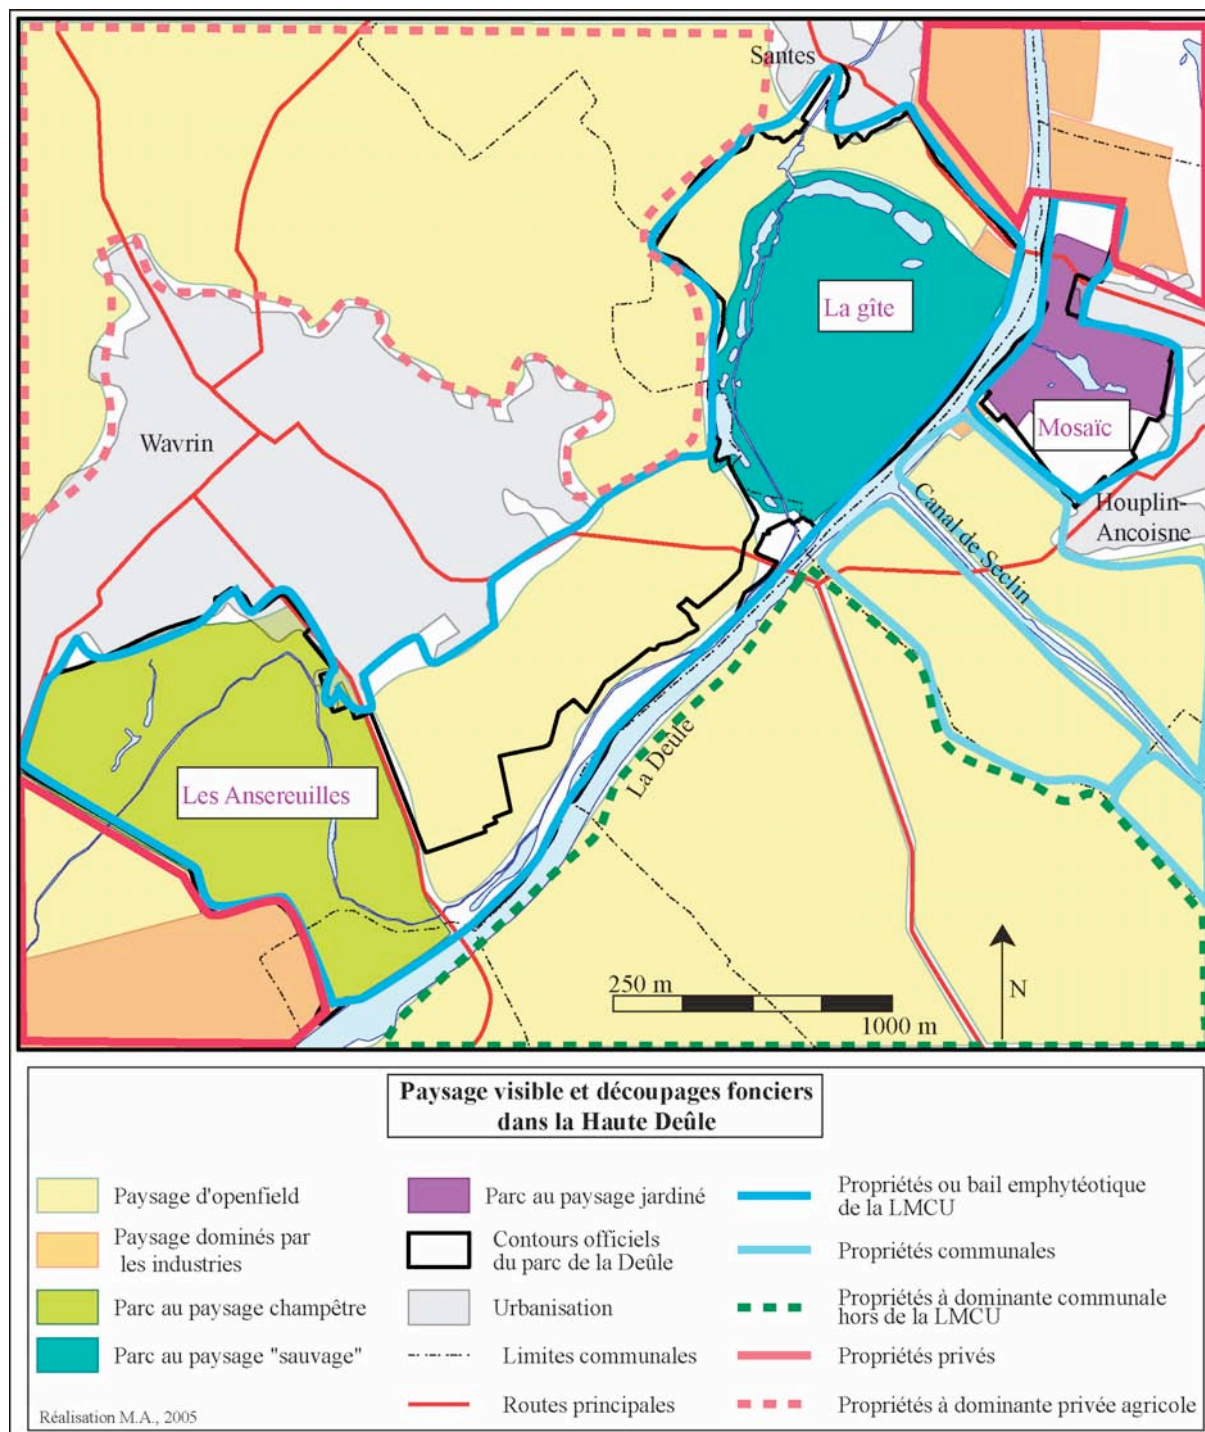 Santes
La gîte
Wavrin
Mosaïc
Houplin-
Ancoisne
Canal de Seclin
La Deûle
Les Ansereuilles
250 m
1000 m
N
Paysage visible et découpages fonciers
dans la Haute Deûle
Paysage d'openfield
Paysage dominés par
les industries
Parc au paysage champêtre
Parc au paysage "sauvage"
Réalisation M.A., 2005
Parc au paysage jardiné
Contours officiels
du parc de la Deûle
Urbanisation
Limites communales
Routes principales
Propriétés ou bail emphytéotique
de la LMCU
Propriétés communales
Propriétés à dominante communale
hors de la LMCU
Propriétés privés
Propriétés à dominante privée agricole